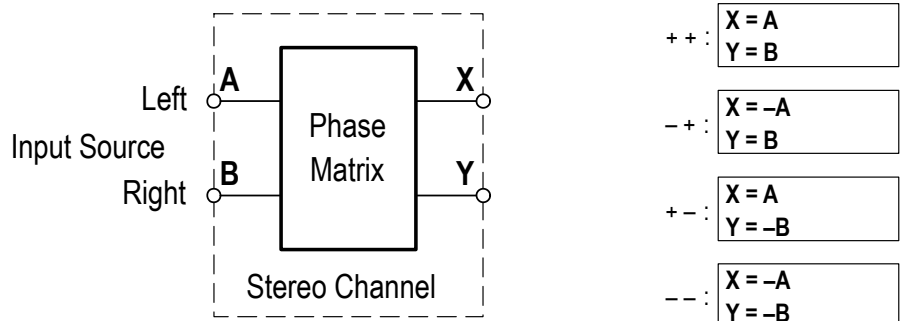 A
X
Left
Phase
Matrix
Input Source
B
Y
Right
Stereo Channel
+ + :
X = A
Y = B
– + :
X = –A
Y = B
+ – :
X = A
Y = –B
– – :
X = –A
Y = –B